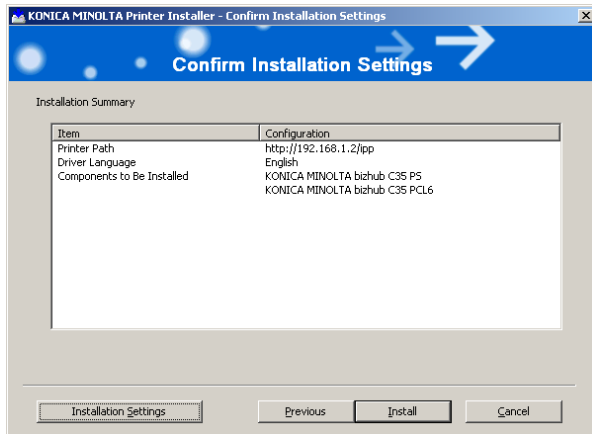 KONICA MINOLTA Printer Installer - Confirm Installation Settings
Confirm Installation Settings
Installation Summary
Item Configuration
Printer Path http://192.168.1.2/ipp
Driver Language English
Components to Be Installed KONICA MINOLTA bizhub C35 PS
KONICA MINOLTA bizhub C35 PCL6
Installation Settings Previous Install Cancel